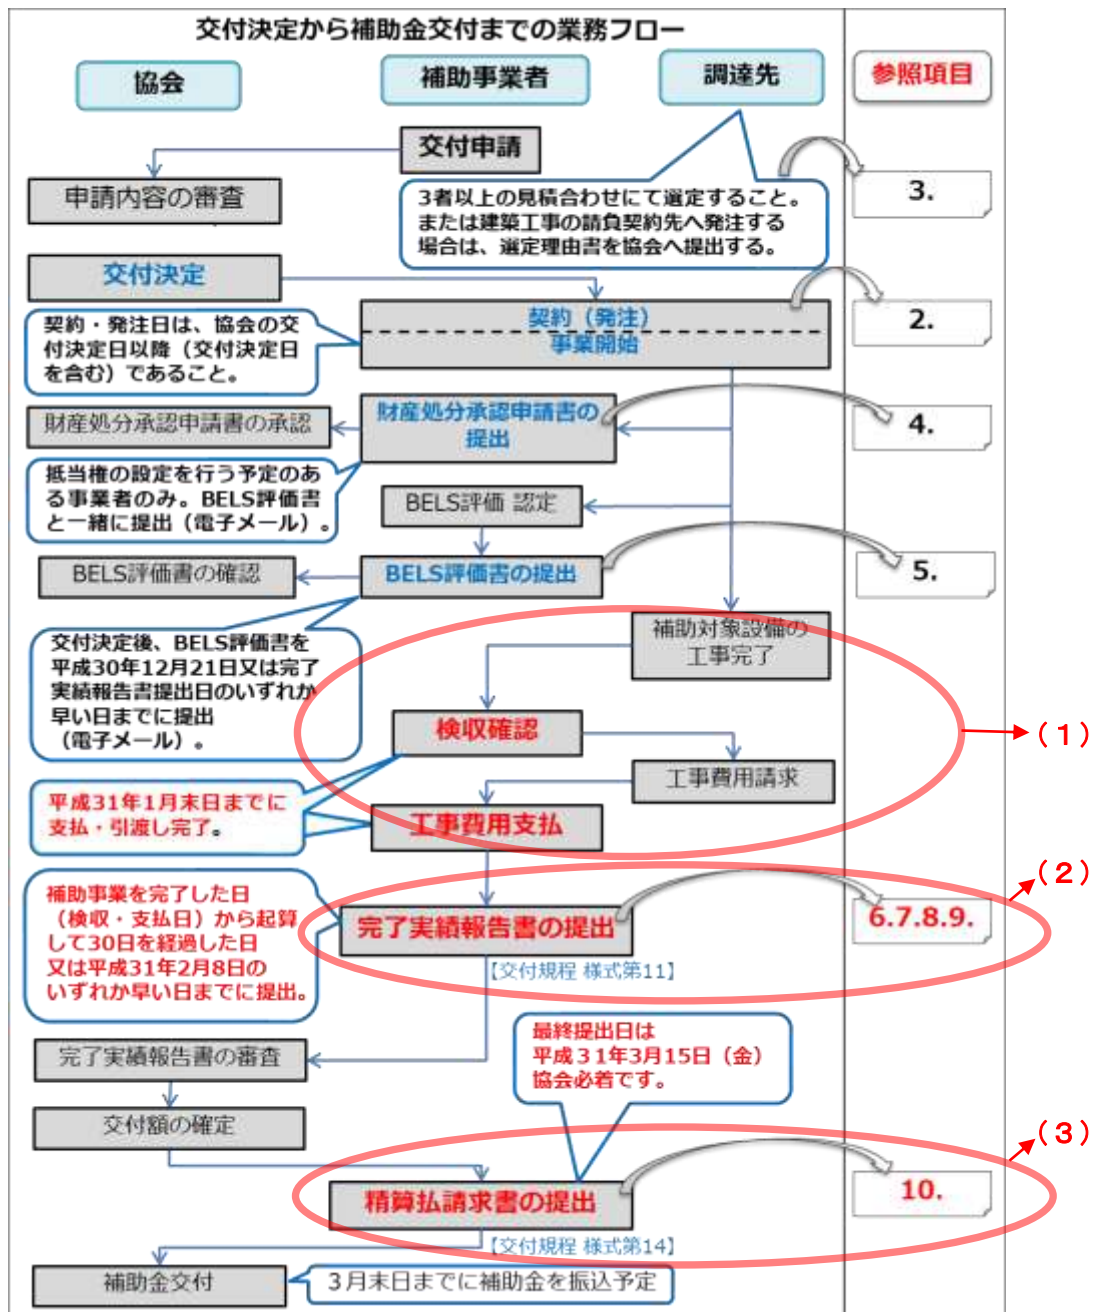 交付決定から補助金交付までの業務フロー
協会
補助事業者
調達先
参照項目
交付申請
申請内容の審査
3者以上の見積合わせにて選定すること。
または建築工事の請負契約先へ発注する
場合は、選定理由書を協会へ提出する。
3.
交付決定
契約（発注）
事業開始
2.
契約・発注日は、協会の交
付決定日以降（交付決定日
を含む）であること。
財産処分承認申請書の承認
財産処分承認申請書の
提出
4.
抵当権の設定を行う予定のあ
る事業者のみ。BELS評価書
と一緒に提出（電子メール）。
BELS評価 認定
BELS評価書の確認
BELS評価書の提出
5.
交付決定後、BELS評価書を
平成30年12月21日又は完了
実績報告書提出日のいずれか
早い日までに提出
（電子メール）。
補助対象設備の
工事完了
検収確認
（１）
工事費用請求
平成31年1月末日までに
支払・引渡し完了。
工事費用支払
（２）
補助事業を完了した日
（検収・支払日）から起算
して30日を経過した日
又は平成31年2月8日の
いずれか早い日までに提出。
完了実績報告書の提出
6.7.8.9.
【交付規程 様式第11】
最終提出日は
平成３１年3月15日（金）
協会必着です。
完了実績報告書の審査
交付額の確定
（３）
精算払請求書の提出
10.
【交付規程 様式第14】
補助金交付
３月末日までに補助金を振込予定